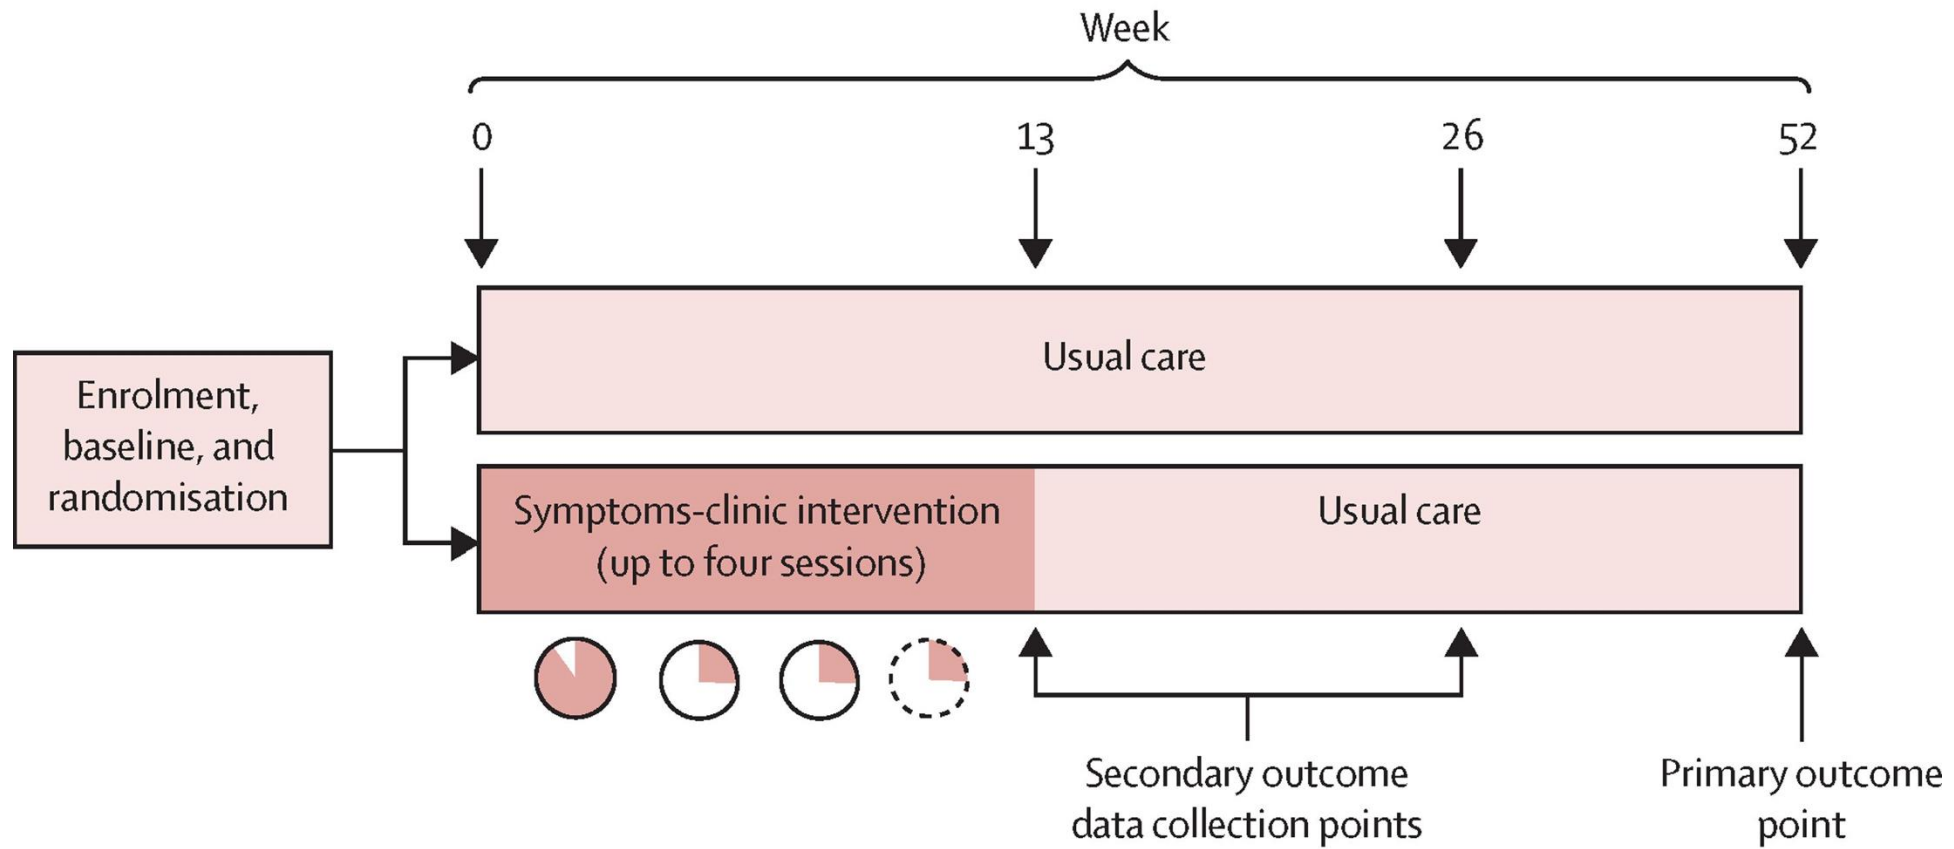 Week
0 13 26 52
Usual care
Enrolment,
baseline, and
randomisation
Symptoms-clinic intervention
(up to four sessions)
Usual care
Secondary outcome
data collection points
Primary outcome
point